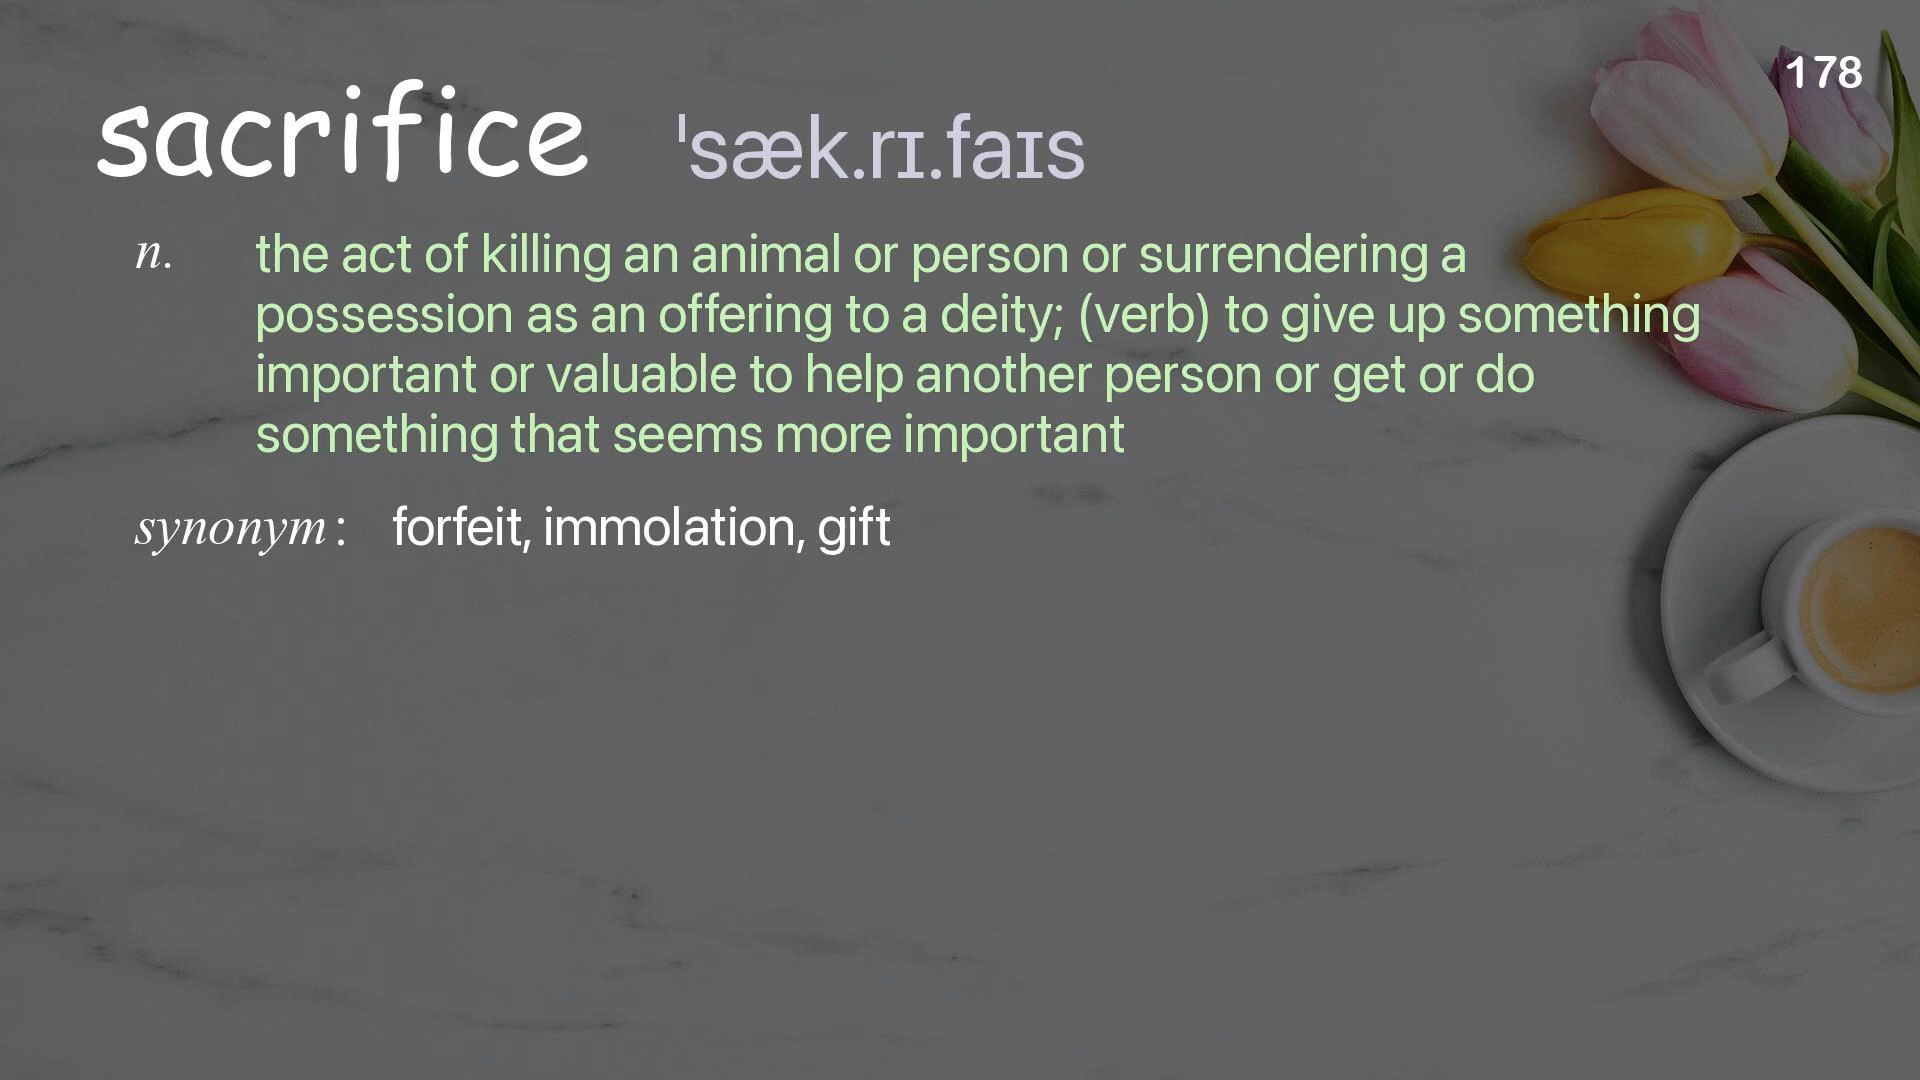 178
sacrifice ˈsæk.rɪ.faɪs
n. the act of killing an animal or person or surrendering a
possession as an offering to a deity; (verb) to give up something
important or valuable to help another person or get or do
something that seems more important
synonym : forfeit, immolation, gift